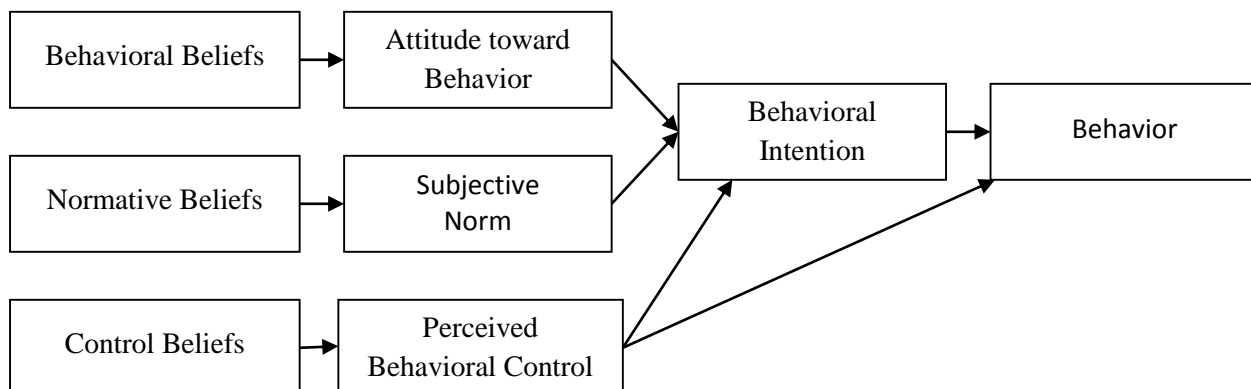 Behavioral Beliefs
Attitude toward
Behavior
Behavioral
Intention
Behavior
Normative Beliefs
Subjective
Norm
Control Beliefs
Perceived
Behavioral Control